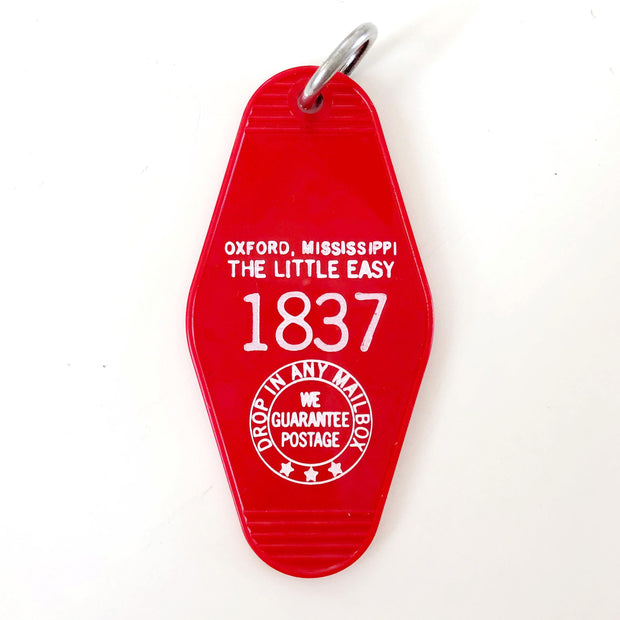 OXFORD, MISSISSIPPI
THE LITTLE EASY
1837
DROP IN ANY MAILBOX
WE
GUARANTEE
POSTAGE